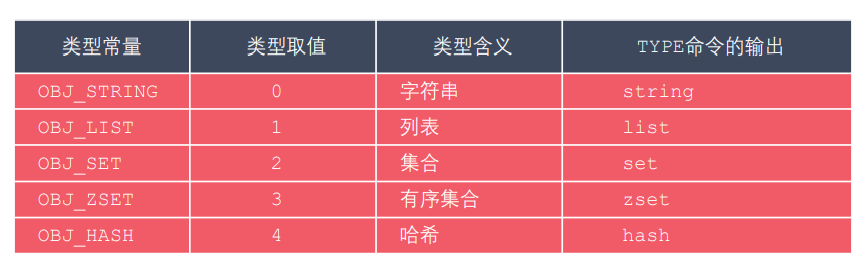 类型常量 类型取值 类型含义 TYPE命令的输出
OBJ_STRING 0 字符串 string
OBJ_LIST 1 列表 list
OBJ_SET 2 集合 set
OBJ_ZSET 3 有序集合 zset
OBJ_HASH 4 哈希 hash